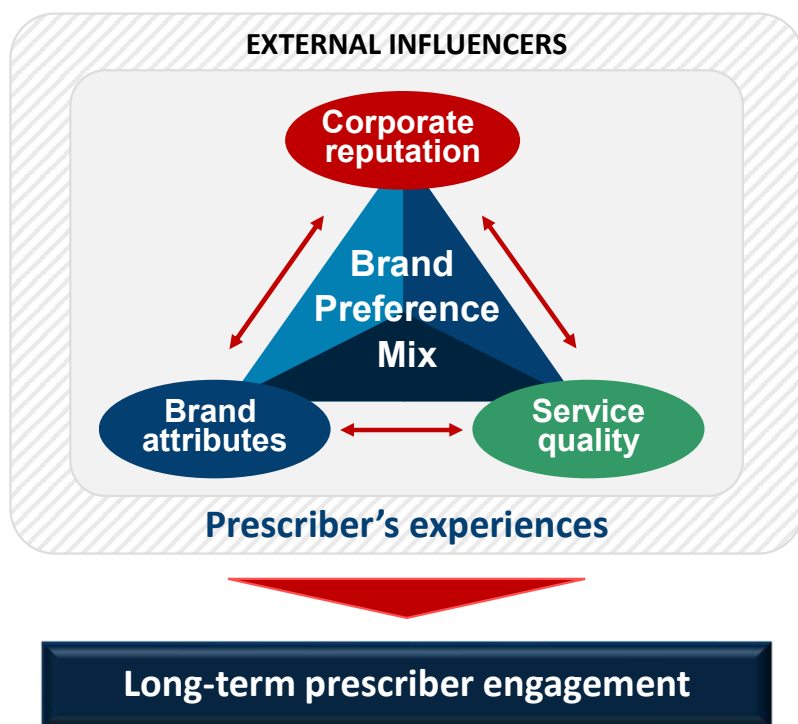 EXTERNAL INFLUENCERS
Corporate
reputation
Brand
Preference
Mix
Brand
attributes
Service
quality
Prescriber’s experiences
Long-term prescriber engagement